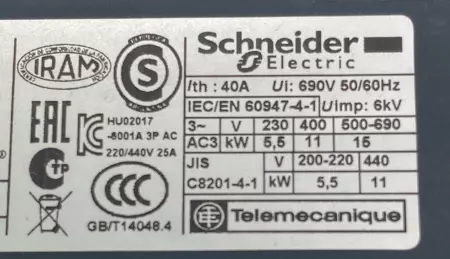 IRAM
S
EAC
HU02017
-8001A 3P AC
220/440V 25A
CCC
GB/T14048.4
Schneider
Electric
Ith : 40A Ui: 690V 50/60Hz
IEC/EN 60947-4-1 Uimp: 6kV
3~ V 230 400 500-690
AC3 kW 5,5 11 15
JIS V 200-220 440
C8201-4-1 kW 5,5 11
Telemecanique